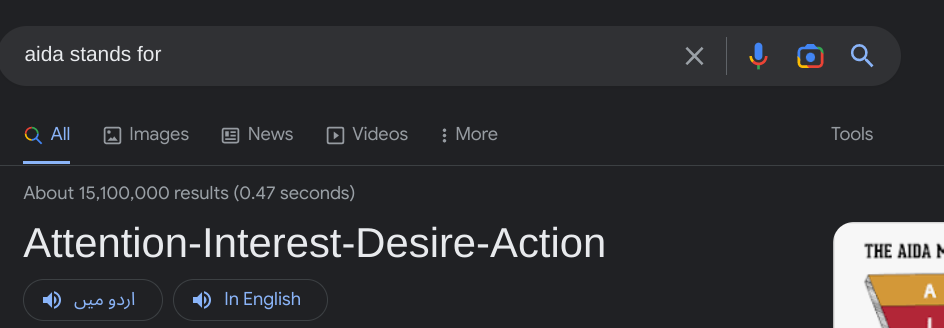 aida stands for
All Images News Videos More Tools
About 15,100,000 results (0.47 seconds)
Attention-Interest-Desire-Action
اردو میں In English
THE AIDA
A